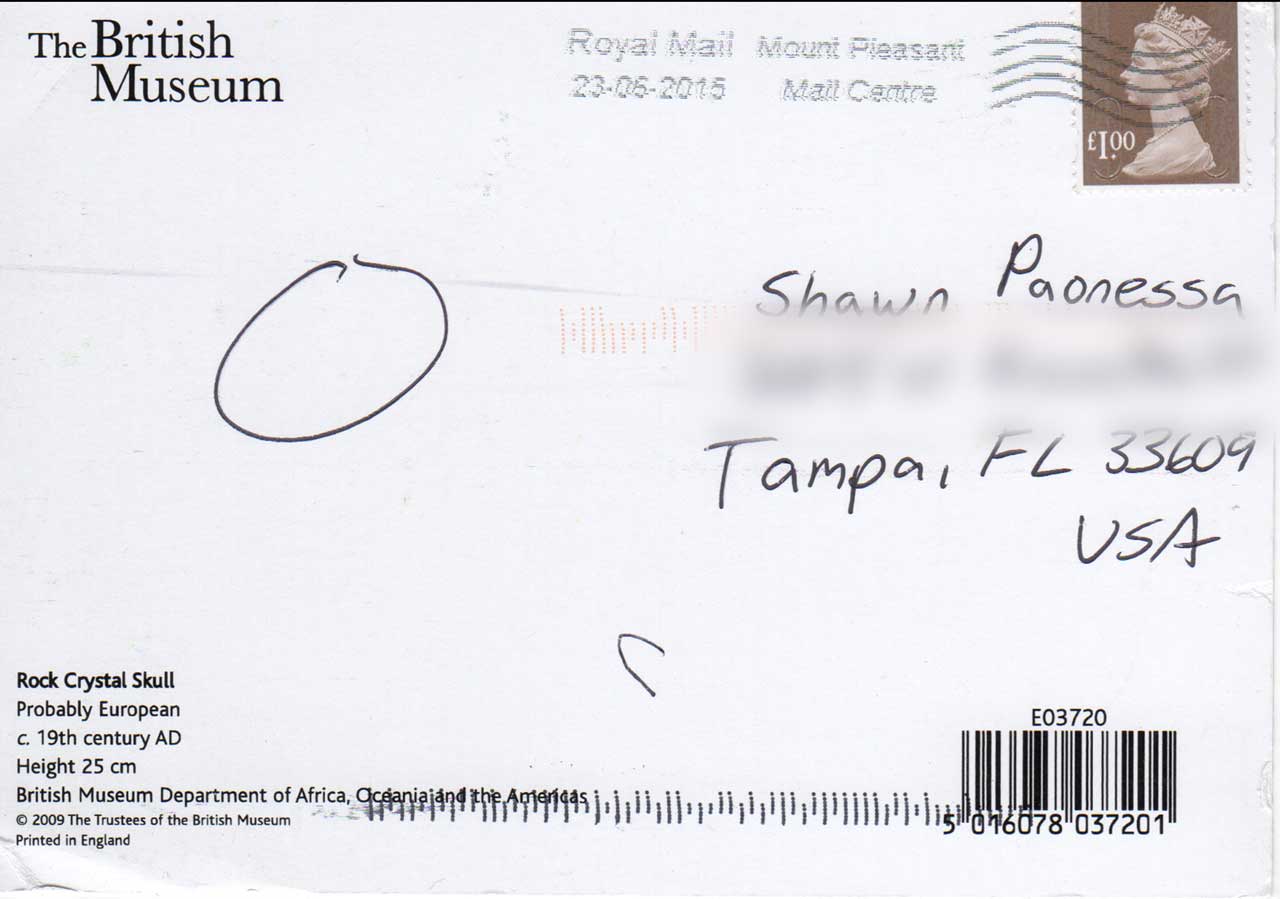 The British
Museum
Royal Mail Mount Pleasant
23-06-2015 Mail Centre
£1.00
Shawn Paonessa
Tampa, FL 33609
USA
Rock Crystal Skull
Probably European
c. 19th century AD
Height 25 cm
British Museum Department of Africa, Oceania and the Americas
© 2009 The Trustees of the British Museum
Printed in England
E03720
5 016078 037201